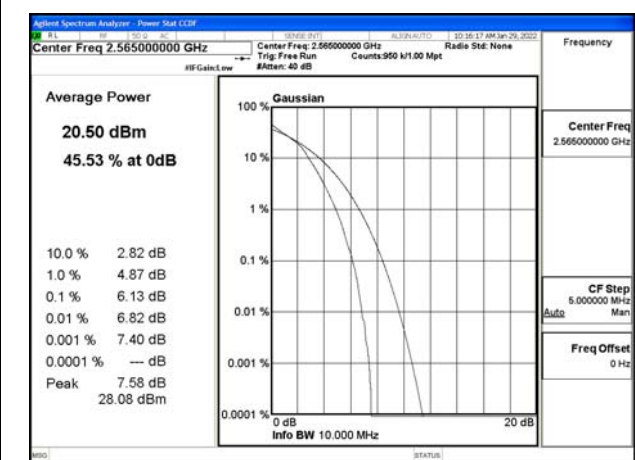 Agilent Spectrum Analyzer - Power Stat CCDF
RL RF 50 Ω AC SENSE:INT ALIGN AUTO 10:16:17 AM Jan 29, 2022
Center Freq 2.565000000 GHz
Center Freq: 2.565000000 GHz Radio Std: None
Trig: Free Run Counts:950 k/1.00 Mpt
#IFGain:Low #Atten: 40 dB
Frequency
Average Power
20.50 dBm
45.53 % at 0dB
10.0 % 2.82 dB
1.0 % 4.87 dB
0.1 % 6.13 dB
0.01 % 6.82 dB
0.001 % 7.40 dB
0.0001 % --- dB
Peak 7.58 dB
28.08 dBm
Gaussian
100 %
10 %
1 %
0.1 %
0.01 %
0.001 %
0.0001 %
0 dB 20 dB
Info BW 10.000 MHz
Center Freq
2.565000000 GHz
CF Step
5.000000 MHz
Auto Man
Freq Offset
0 Hz
MSG STATUS